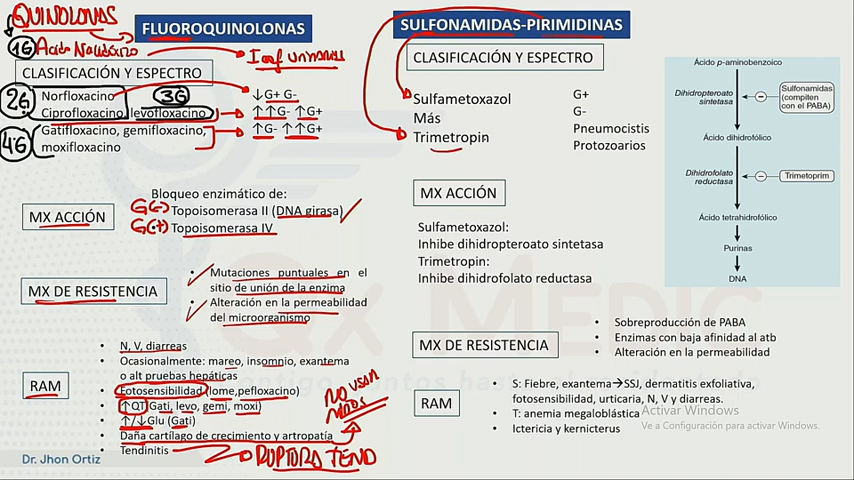 QUINOLONAS
FLUOROQUINOLONAS
1G Ácido Nalidíxico
Inf urinarias
CLASIFICACIÓN Y ESPECTRO
2G Norfloxacino 3G ↓G+ G-
Ciprofloxacino, levofloxacino ↑↑G- ↑G+
4G Gatifloxacino, gemifloxacino, ↑G- ↑↑G+
moxifloxacino
Bloqueo enzimático de:
MX ACCIÓN
G(-) Topoisomerasa II (DNA girasa)
G(+) Topoisomerasa IV
MX DE RESISTENCIA
• Mutaciones puntuales en el
sitio de unión de la enzima
• Alteración en la permeabilidad
del microorganismo
RAM
• N, V, diarreas
• Ocasionalmente: mareo, insomnio, exantema
o alt pruebas hepáticas
• Fotosensibilidad (lome,pefloxacino)
• ↑QT(Gati, levo, gemi, moxi)
• ↑/↓Glu (Gati)
• Daña cartílago de crecimiento y artropatía
• Tendinitis
NO USAR
RUPTURA TEND
Dr. Jhon Ortiz
SULFONAMIDAS-PIRIMIDINAS
CLASIFICACIÓN Y ESPECTRO
Sulfametoxazol
Más
Trimetropin
G+
G-
Pneumocistis
Protozoarios
MX ACCIÓN
Sulfametoxazol:
Inhibe dihidropteroato sintetasa
Trimetropin:
Inhibe dihidrofolato reductasa
MX DE RESISTENCIA
• Sobreproducción de PABA
• Enzimas con baja afinidad al atb
• Alteración en la permeabilidad
RAM
• S: Fiebre, exantema→SSJ, dermatitis exfoliativa,
fotosensibilidad, urticaria, N, V y diarreas.
• T: anemia megaloblástica
• Ictericia y kernicterus
Ácido p-aminobenzoico
Dihidropteroato
sintetasa
Sulfonamidas
(compiten
con el PABA)
Ácido dihidrofólico
Dihidrofolato
reductasa
Trimetoprim
Ácido tetrahidrofólico
Purinas
DNA
Activar Windows
Ve a Configuración para activar Windows.
Qx MEDIC